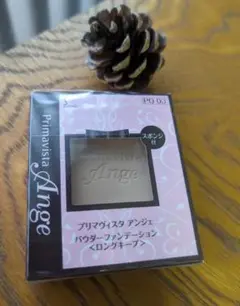 PO 03
スポンジ
付
Primavista
Ange
Ange
プリマヴィスタ アンジェ
パウダーファンデーション
<ロングキープ>